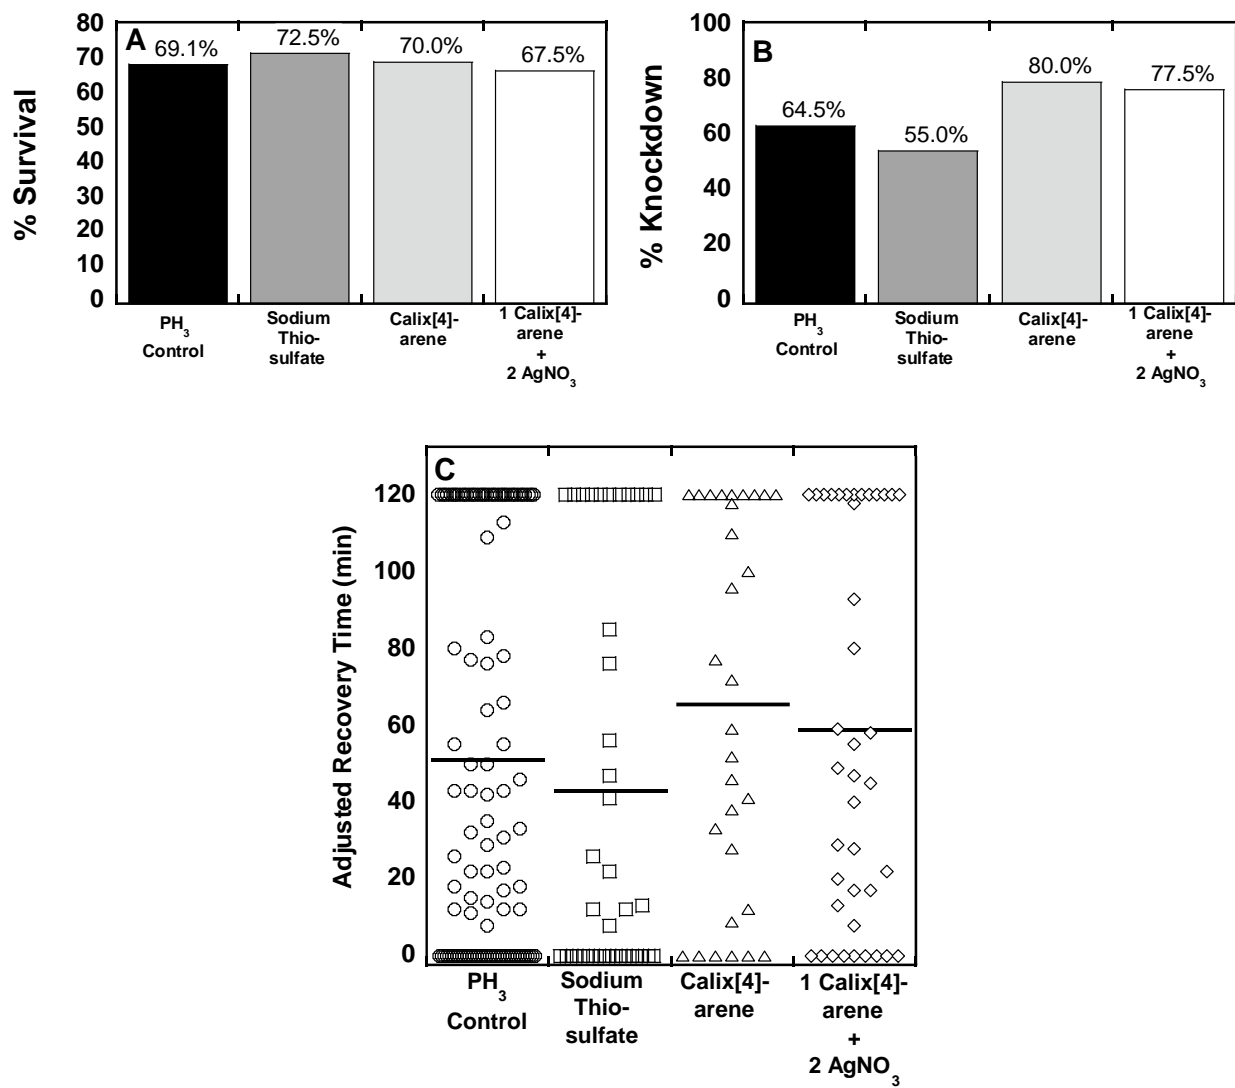 A
% Survival
80
70
60
50
40
30
20
10
0
69.1%
72.5%
70.0%
67.5%
PH3
Control
Sodium
Thio-
sulfate
Calix[4]-
arene
1 Calix[4]-
arene
+
2 AgNO3
B
% Knockdown
100
80
60
40
20
0
64.5%
55.0%
80.0%
77.5%
PH3
Control
Sodium
Thio-
sulfate
Calix[4]-
arene
1 Calix[4]-
arene
+
2 AgNO3
C
Adjusted Recovery Time (min)
120
100
80
60
40
20
0
PH3
Control
Sodium
Thio-
sulfate
Calix[4]-
arene
1 Calix[4]-
arene
+
2 AgNO3